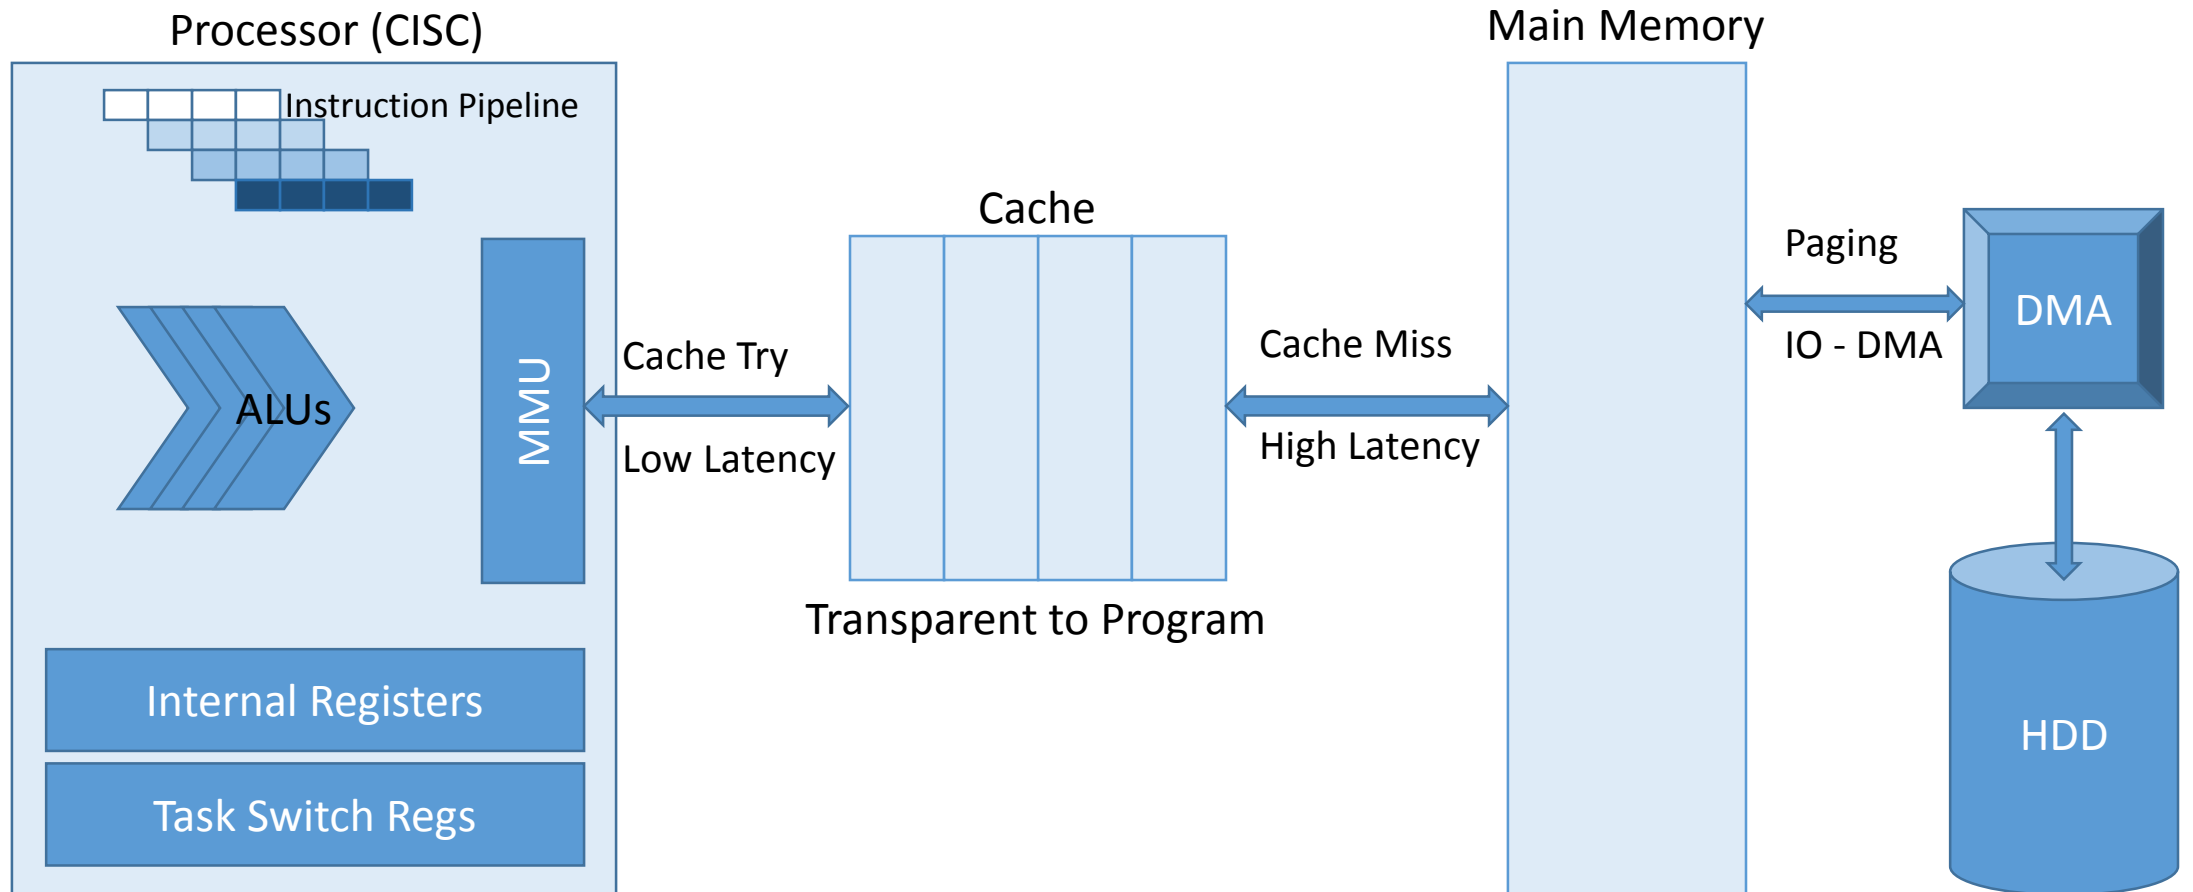 Processor (CISC)
Instruction Pipeline
ALUs
MMU
Internal Registers
Task Switch Regs
Cache Try
Low Latency
Cache
Transparent to Program
Cache Miss
High Latency
Main Memory
Paging
IO - DMA
DMA
HDD